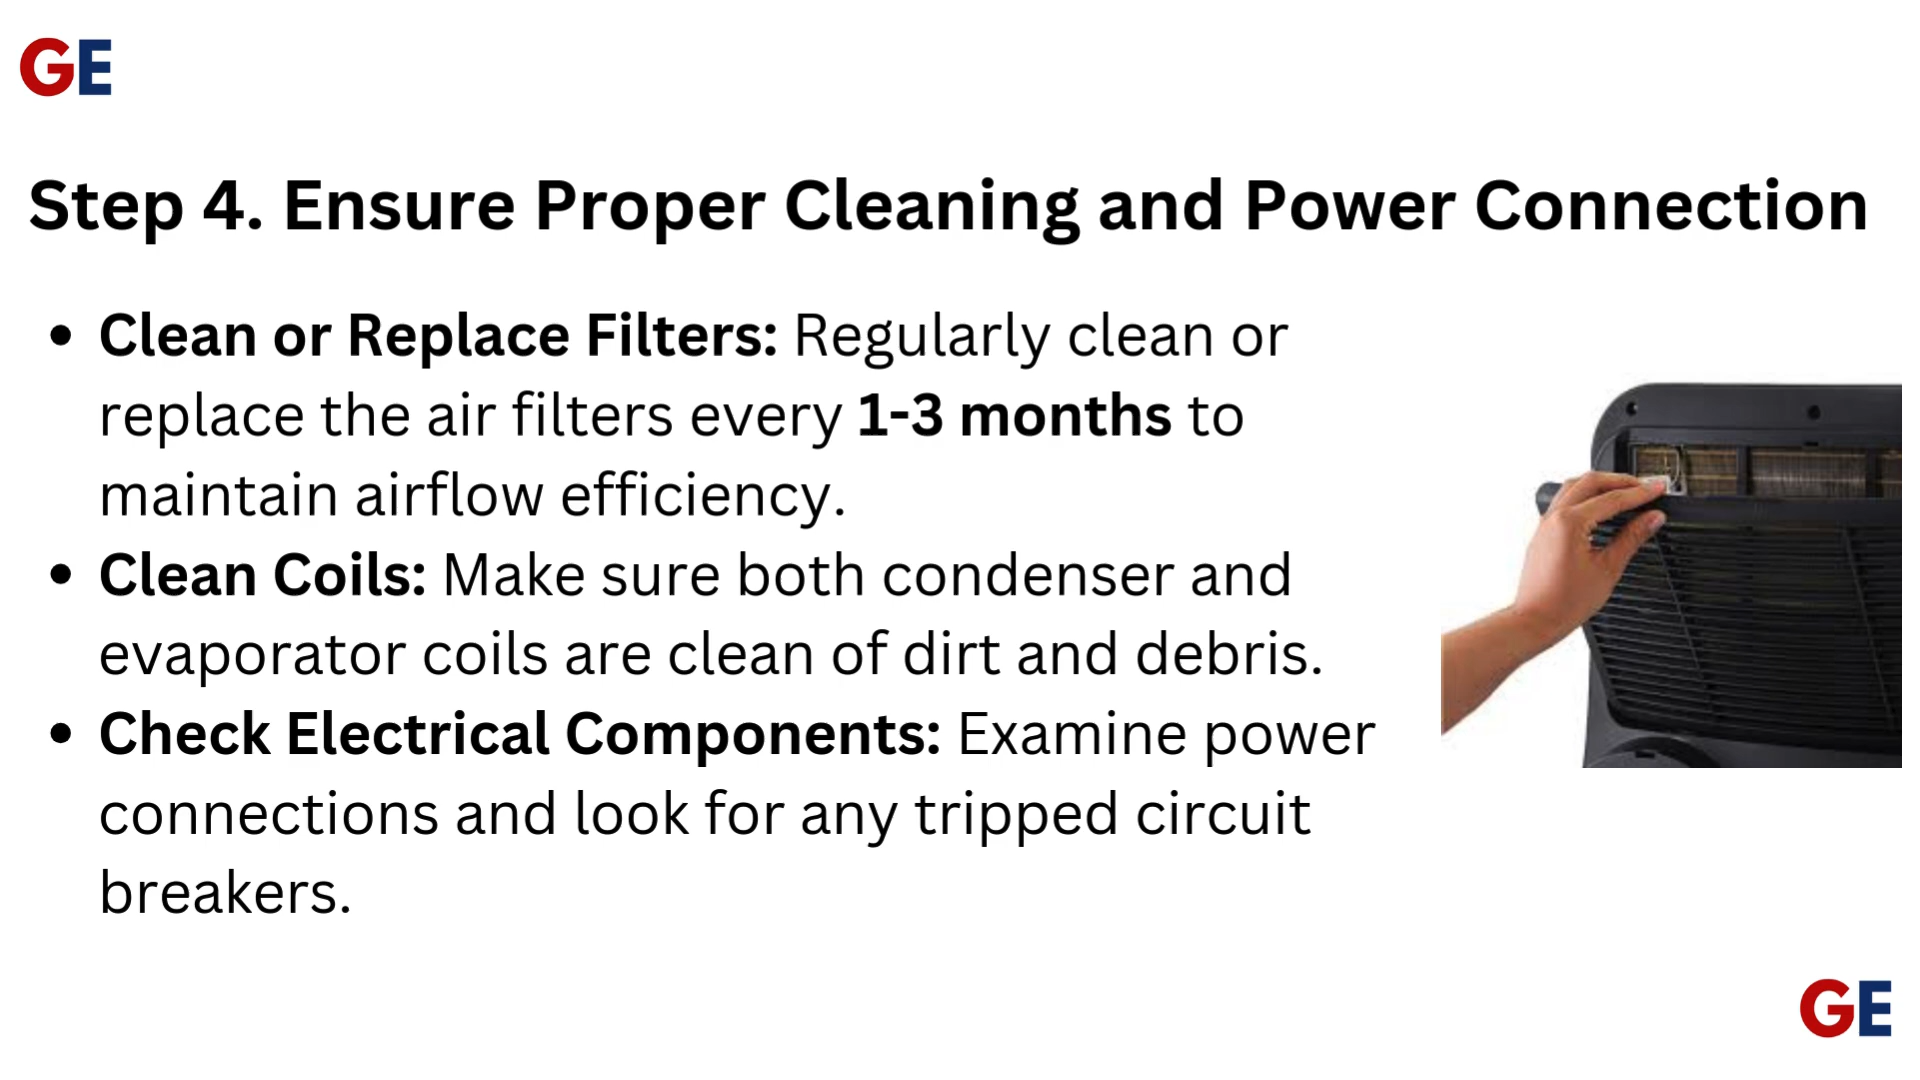 GE
Step 4. Ensure Proper Cleaning and Power Connection
• Clean or Replace Filters: Regularly clean or
replace the air filters every 1-3 months to
maintain airflow efficiency.
• Clean Coils: Make sure both condenser and
evaporator coils are clean of dirt and debris.
• Check Electrical Components: Examine power
connections and look for any tripped circuit
breakers.
GE